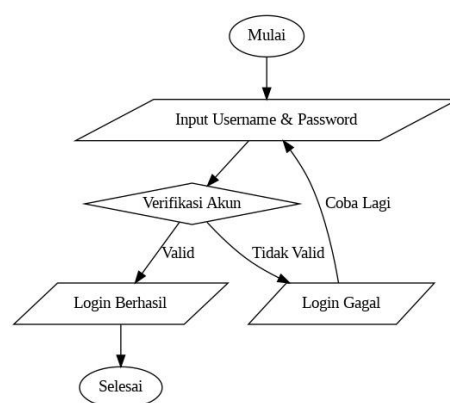 Mulai
Input Username & Password
Verifikasi Akun
Coba Lagi
Valid
Tidak Valid
Login Berhasil
Login Gagal
Selesai